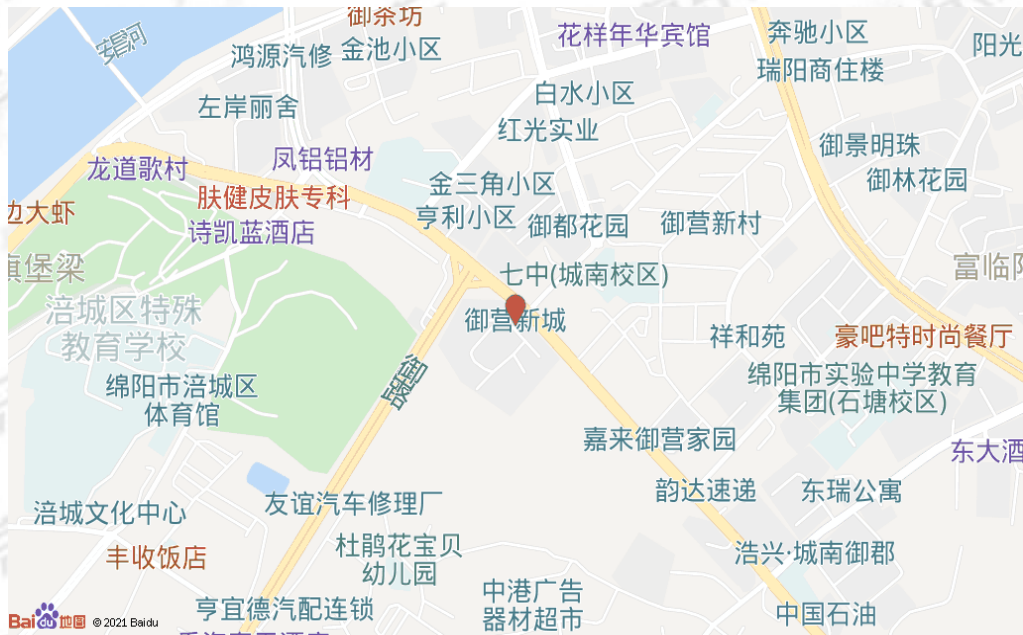 御茶坊
花样年华宾馆
奔驰小区
安昌河
鸿源汽修
金池小区
阳光
瑞阳商住楼
左岸丽舍
白水小区
红光实业
御景明珠
龙道歌村
凤铝铝材
金三角小区
御林花园
肤健皮肤专科
边大虾
亨利小区
御都花园
御营新村
诗凯蓝酒店
旗堡梁
七中(城南校区)
富临阳
涪城区特殊
教育学校
御营新城
祥和苑
豪吧特时尚餐厅
绵阳市涪城区
体育馆
御路
绵阳市实验中学教育
集团(石塘校区)
嘉来御营家园
东大酒
韵达速递
东瑞公寓
涪城文化中心
友谊汽车修理厂
丰收饭店
杜鹃花宝贝
幼儿园
浩兴·城南御郡
中港广告
器材超市
亨宜德汽配连锁
中国石油
Bai du 地图 © 2021 Baidu